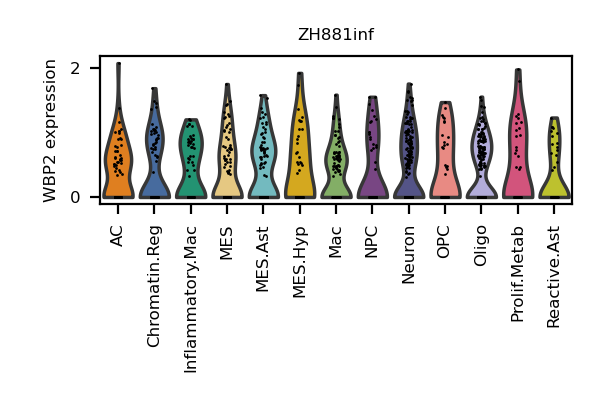 ZH881inf
WBP2 expression
2
0
AC
Chromatin.Reg
Inflammatory.Mac
MES
MES.Ast
MES.Hyp
Mac
NPC
Neuron
OPC
Oligo
Prolif.Metab
Reactive.Ast